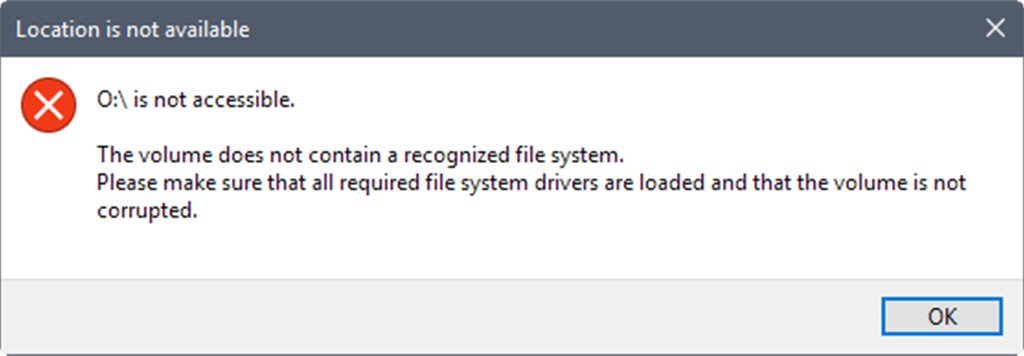 Location is not available
O:\ is not accessible.
The volume does not contain a recognized file system.
Please make sure that all required file system drivers are loaded and that the volume is not
corrupted.
OK